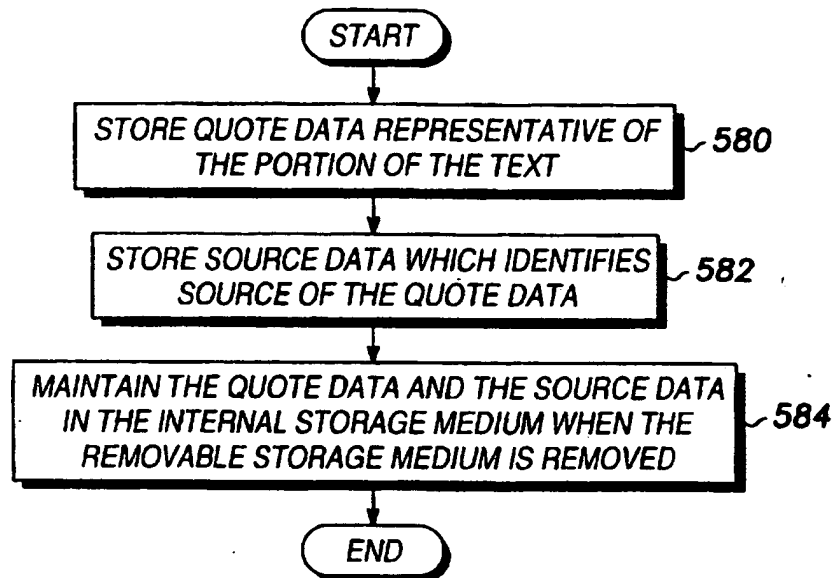 START
STORE QUOTE DATA REPRESENTATIVE OF
THE PORTION OF THE TEXT
580
STORE SOURCE DATA WHICH IDENTIFIES
SOURCE OF THE QUOTE DATA
582
MAINTAIN THE QUOTE DATA AND THE SOURCE DATA
IN THE INTERNAL STORAGE MEDIUM WHEN THE
REMOVABLE STORAGE MEDIUM IS REMOVED
584
END